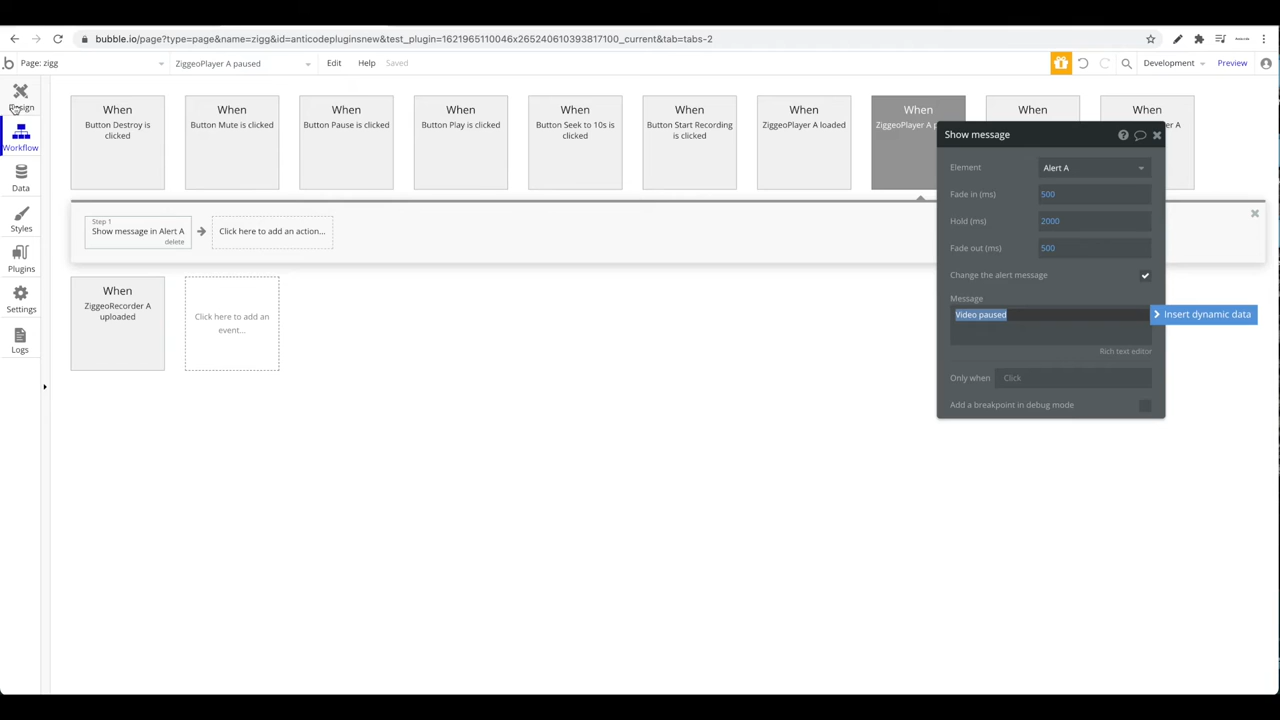 bubble.io/page?type=page&name=zigg&id=anticodepluginsnew&test_plugin=1621965110046x265240610393817100_current&tab=tabs-2
Page: zigg
ZiggeoPlayer A paused
Edit
Help
Saved
Development
Preview
Design
Workflow
Data
Styles
Plugins
Settings
Logs
When
Button Destroy is
clicked
When
Button Mute is clicked
When
Button Pause is clicked
When
Button Play is clicked
When
Button Seek to 10s is
clicked
When
Button Start Recording
is clicked
When
ZiggeoPlayer A loaded
When
ZiggeoPlayer A p
When
When
A
Step 1
Show message in Alert A
delete
Click here to add an action...
When
ZiggeoRecorder A
uploaded
Click here to add an
event...
Show message
Element
Alert A
Fade in (ms)
500
Hold (ms)
2000
Fade out (ms)
500
Change the alert message
Message
Video paused
Insert dynamic data
Rich text editor
Only when
Click
Add a breakpoint in debug mode